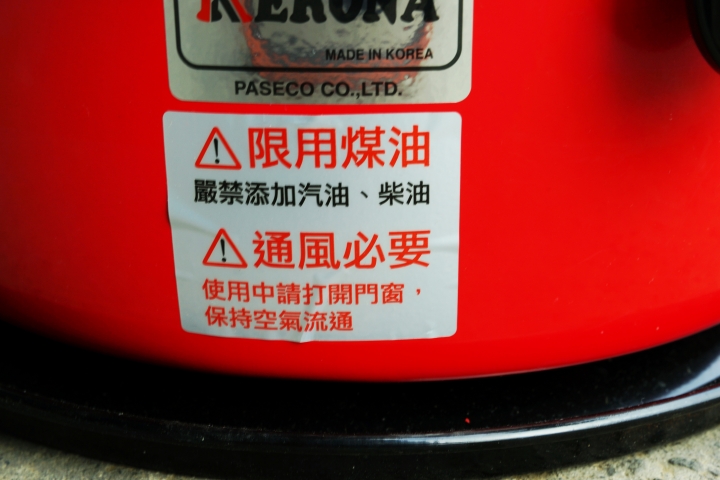 KERONA
MADE IN KOREA
PASECO CO.,LTD.
限用煤油
嚴禁添加汽油、柴油
通風必要
使用中請打開門窗，
保持空氣流通